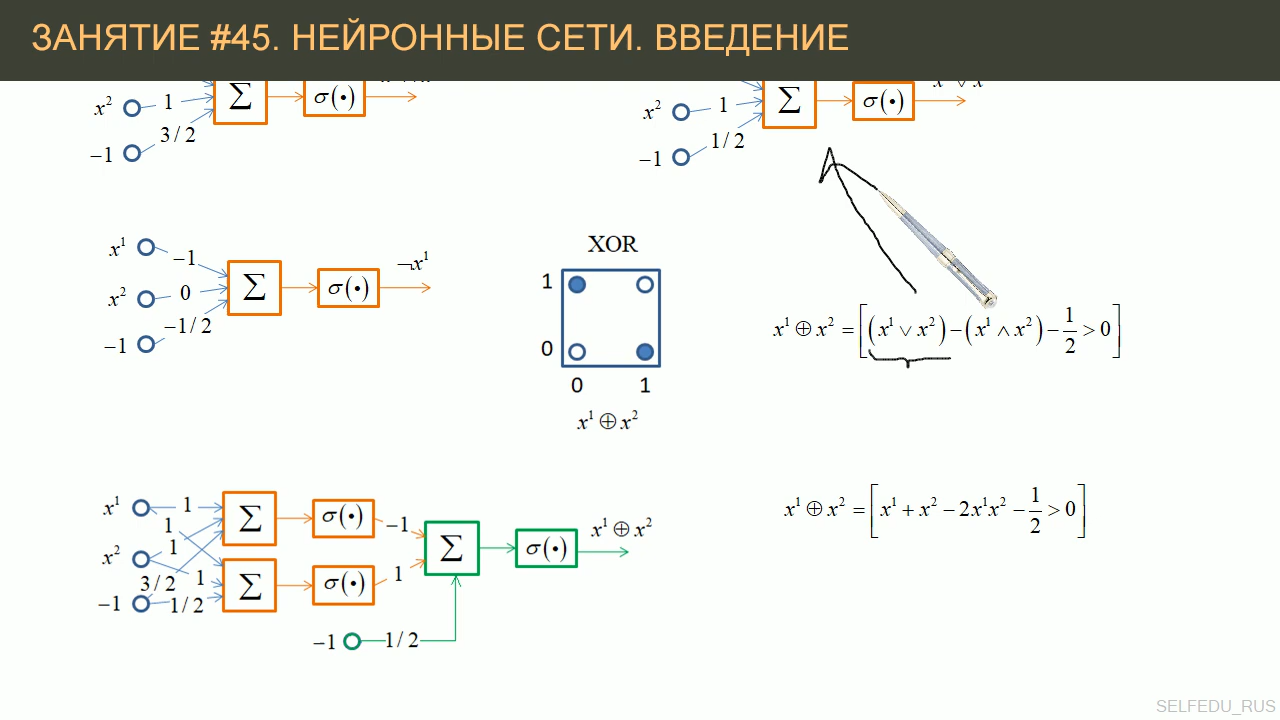 ЗАНЯТИЕ #45. НЕЙРОННЫЕ СЕТИ. ВВЕДЕНИЕ
x² 1 Σ σ(•)
−1 3/2
x² 1 Σ σ(•)
−1 1/2
x¹ −1 ¬x¹
x² 0 Σ σ(•)
−1 −1/2
XOR
1
0
0 1
x¹ ⊕ x²
x¹ ⊕ x² = [(x¹ ∨ x²) − (x¹ ∧ x²) − 1/2 > 0]
x¹ 1 Σ σ(•) −1
1
x² 1
3/2 1 Σ σ(•) 1
−1 1/2
Σ σ(•) x¹ ⊕ x²
−1 1/2
x¹ ⊕ x² = [x¹ + x² − 2x¹x² − 1/2 > 0]
SELFEDU_RUS